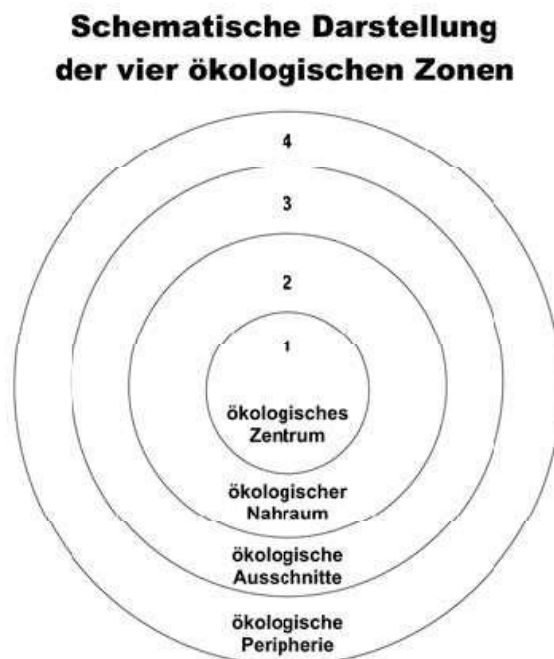 Schematische Darstellung
der vier ökologischen Zonen
4
3
2
1
ökologisches
Zentrum
ökologischer
Nahraum
ökologische
Ausschnitte
ökologische
Peripherie